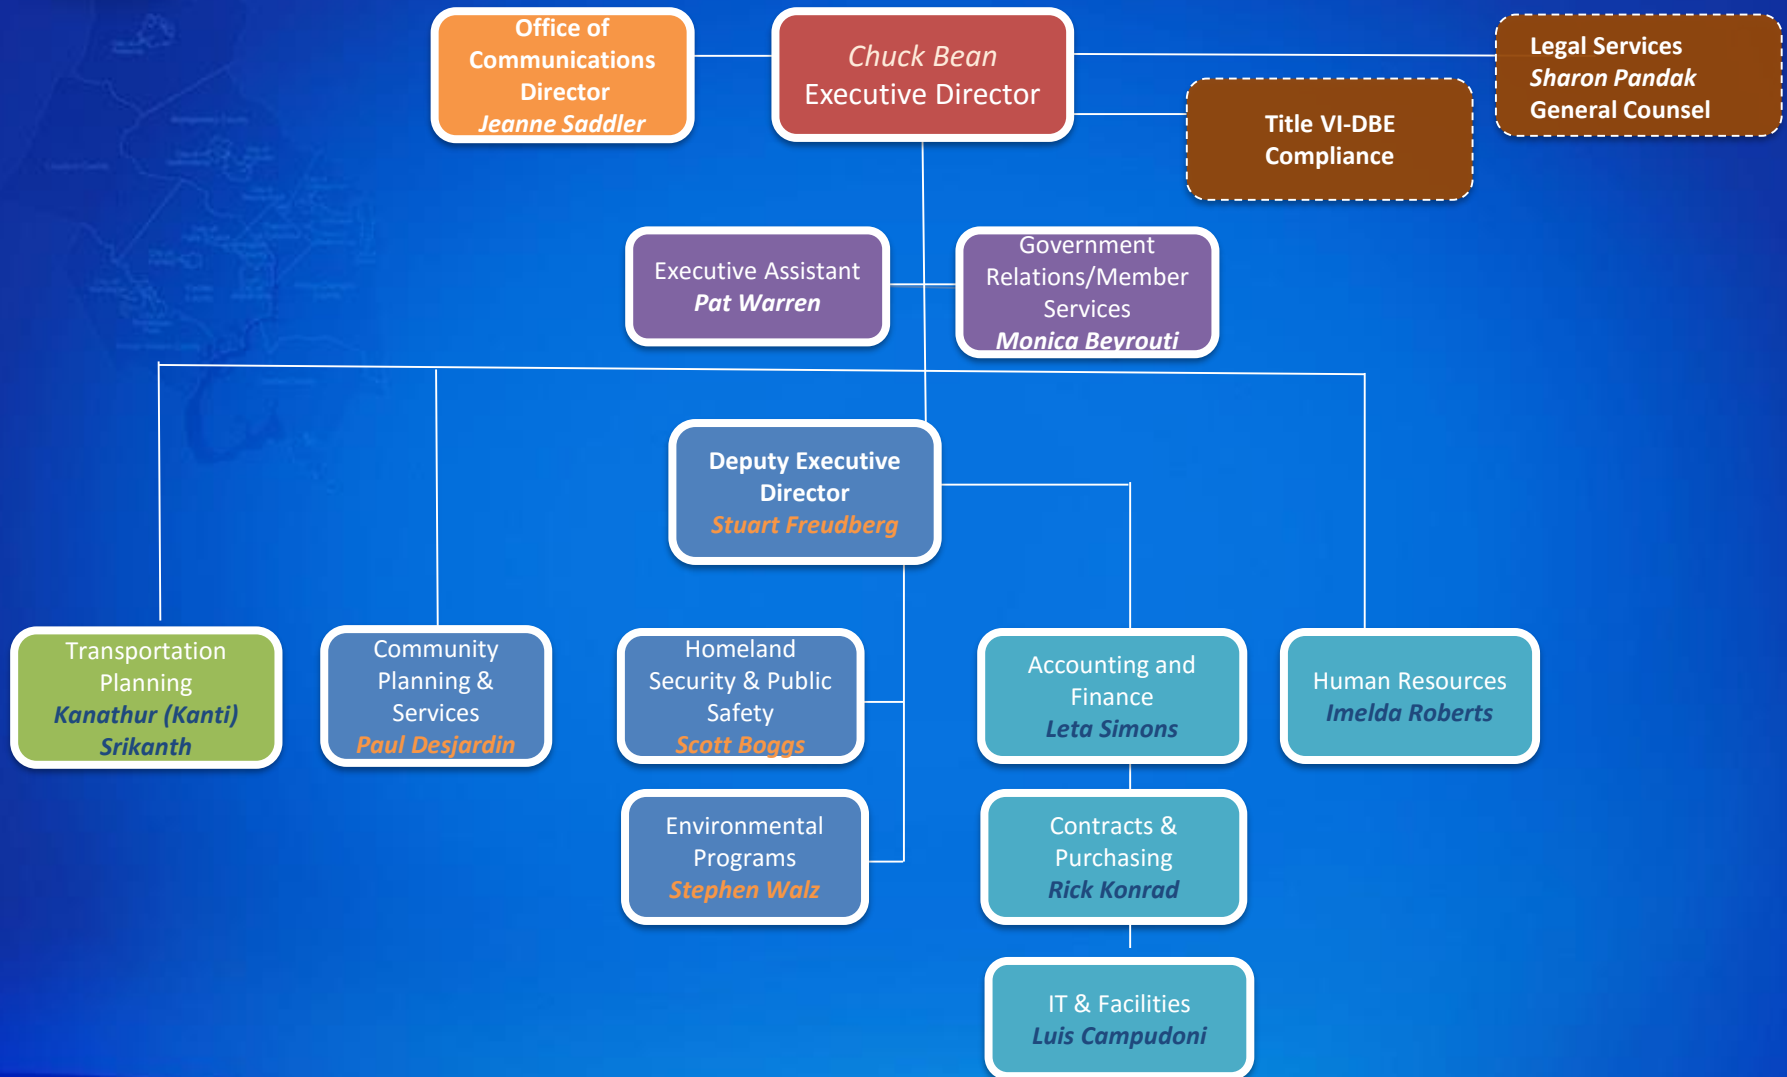 Office of
Communications
Director
Jeanne Saddler
Chuck Bean
Executive Director
Legal Services
Sharon Pandak
General Counsel
Title VI-DBE
Compliance
Executive Assistant
Pat Warren
Government
Relations/Member
Services
Monica Beyrouti
Deputy Executive
Director
Stuart Freudberg
Transportation
Planning
Kanathur (Kanti)
Srikanth
Community
Planning &
Services
Paul Desjardin
Homeland
Security & Public
Safety
Scott Boggs
Accounting and
Finance
Leta Simons
Human Resources
Imelda Roberts
Environmental
Programs
Stephen Walz
Contracts &
Purchasing
Rick Konrad
IT & Facilities
Luis Campudoni